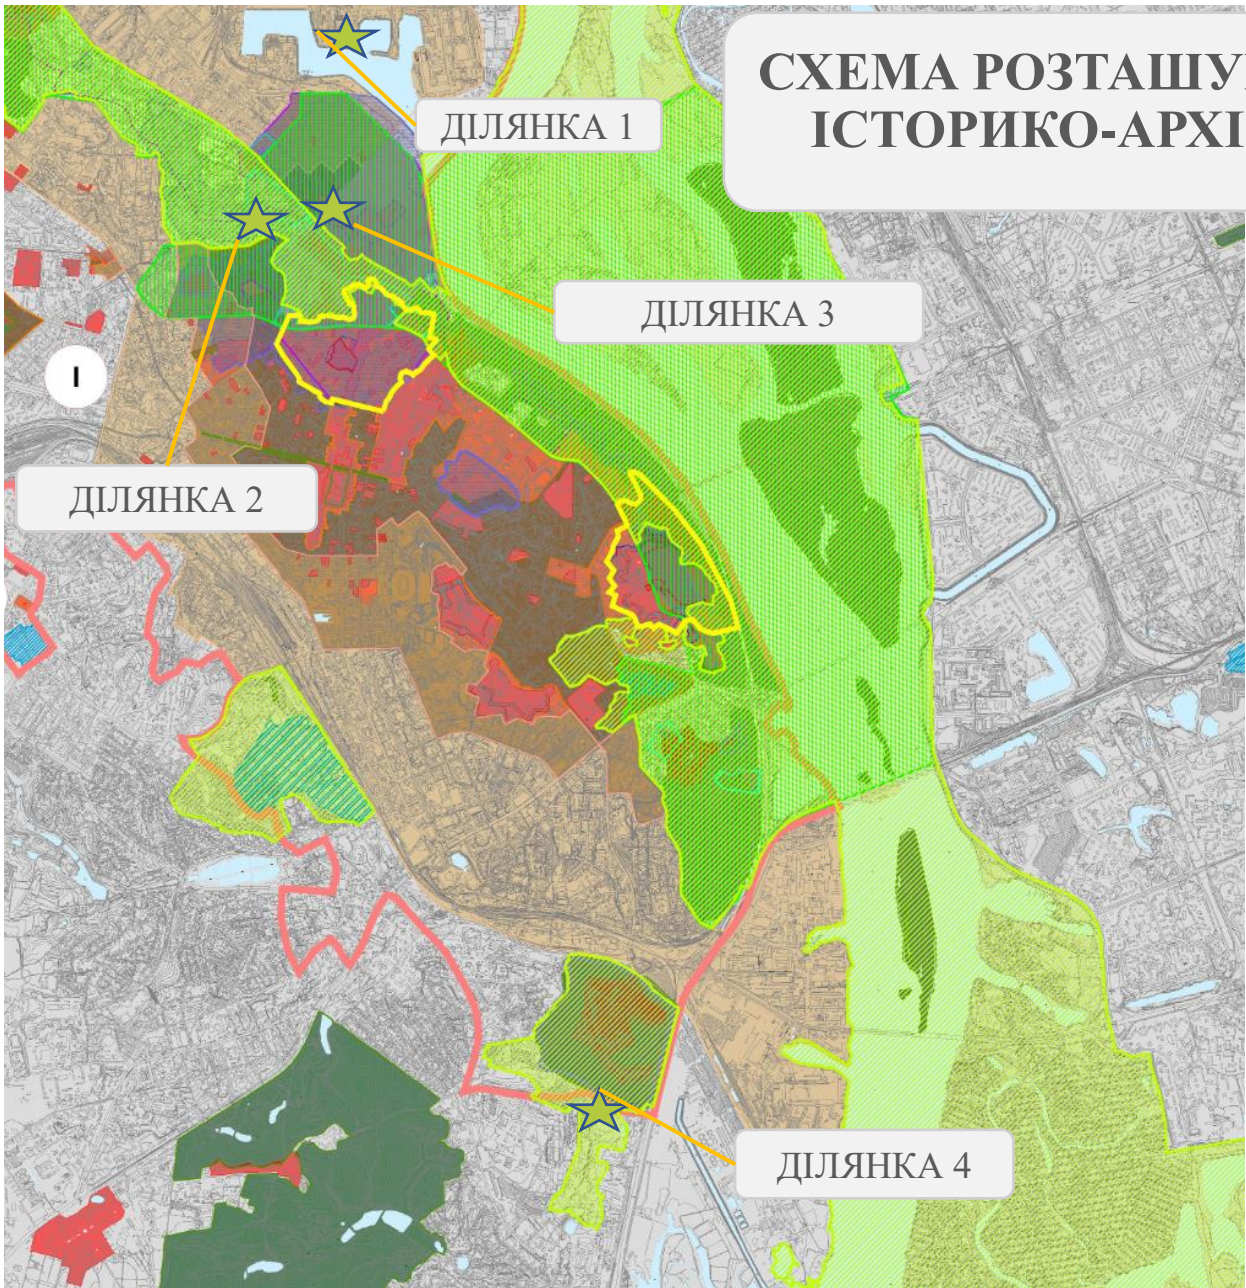 СХЕМА РОЗТАШУ
ІСТОРИКО-АРХІ
ДІЛЯНКА 1
ДІЛЯНКА 3
I
ДІЛЯНКА 2
ДІЛЯНКА 4